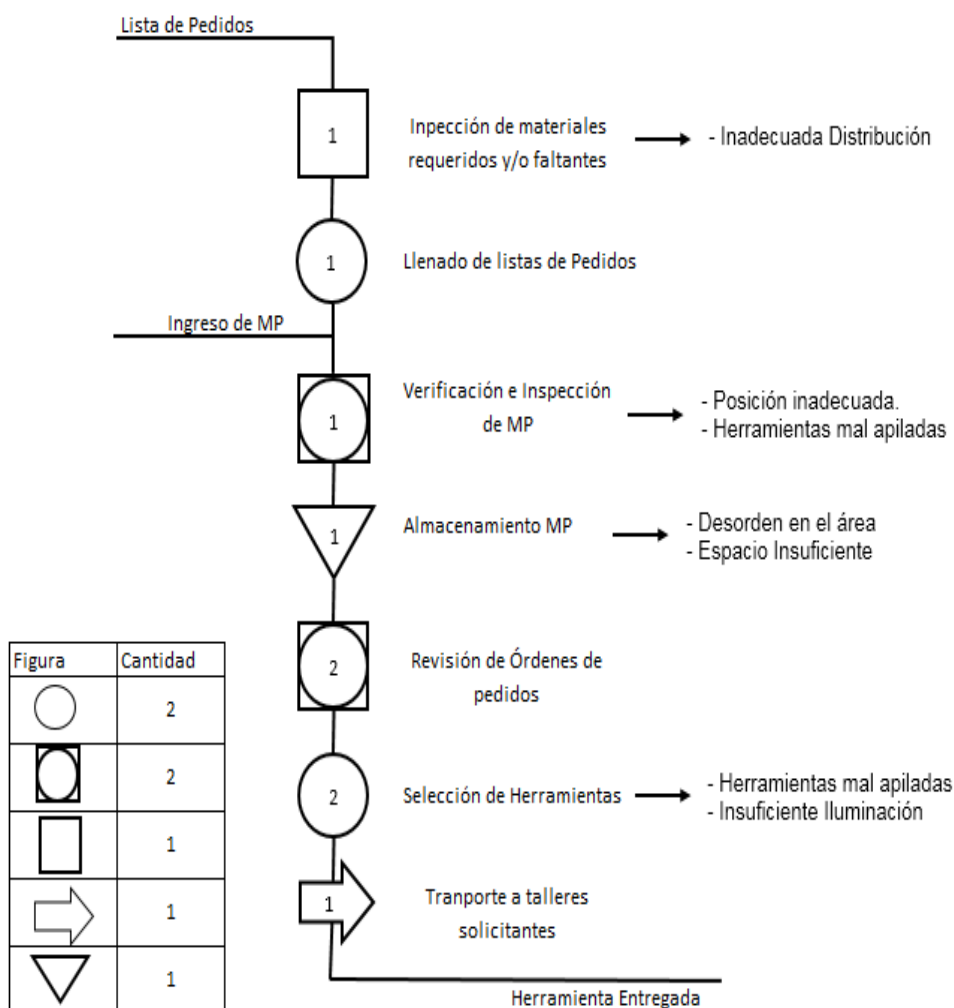 Lista de Pedidos
1
Inpección de materiales
requeridos y/o faltantes
- Inadecuada Distribución
1
Llenado de listas de Pedidos
Ingreso de MP
1
Verificación e Inspección
de MP
- Posición inadecuada.
- Herramientas mal apiladas
1
Almacenamiento MP
- Desorden en el área
- Espacio Insuficiente
2
Revisión de Órdenes de
pedidos
2
Selección de Herramientas
- Herramientas mal apiladas
- Insuficiente Iluminación
1
Tranporte a talleres
solicitantes
Herramienta Entregada
Figura Cantidad
2
2
1
1
1